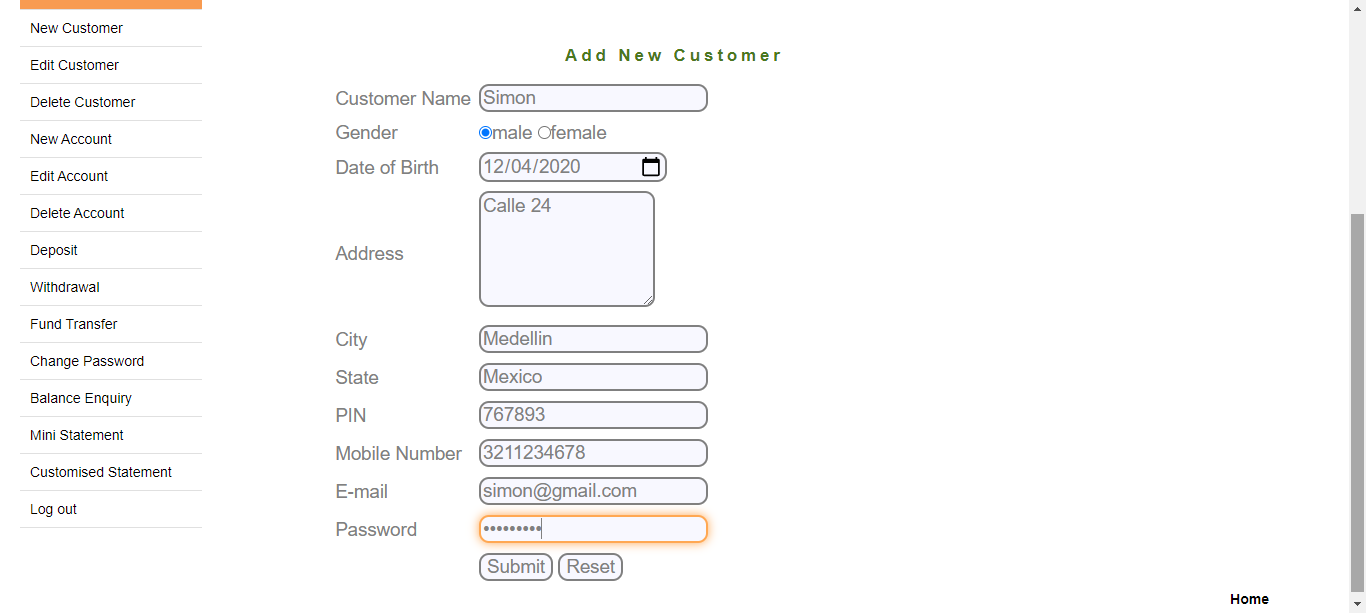 New Customer
Edit Customer
Delete Customer
New Account
Edit Account
Delete Account
Deposit
Withdrawal
Fund Transfer
Change Password
Balance Enquiry
Mini Statement
Customised Statement
Log out
Add New Customer
Customer Name Simon
Gender male female
Date of Birth 12/04/2020
Address Calle 24
City Medellin
State Mexico
PIN 767893
Mobile Number 3211234678
E-mail simon@gmail.com
Password •••••••••
Submit Reset
Home